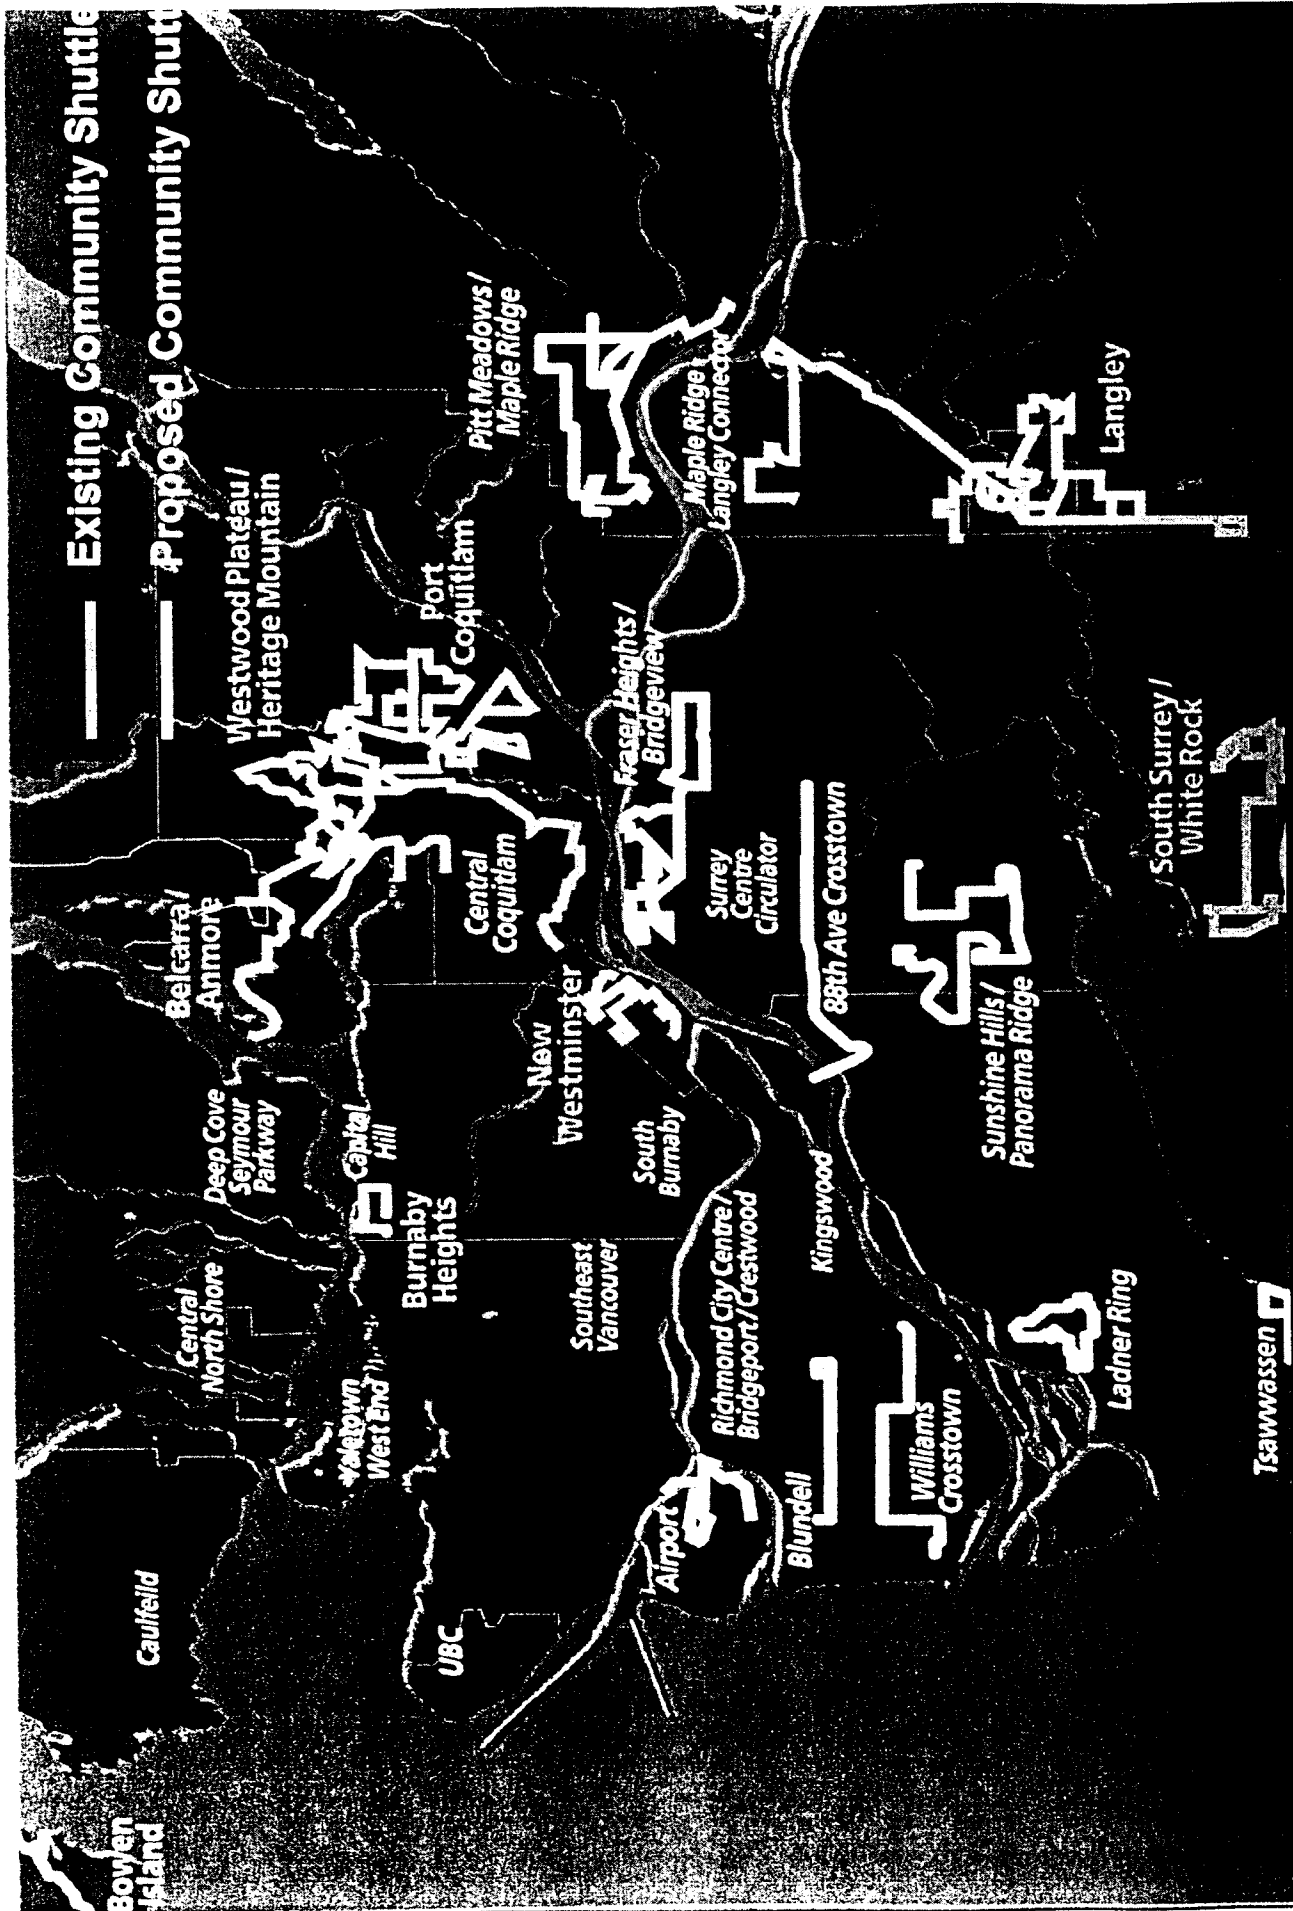 Existing Community Shuttle
Proposed Community Shutt
Bowen
Island
Caulfeild
Central
North Shore
Deep Cove
Seymour
Parkway
Belcarra /
Anmore
Westwood Plateau /
Heritage Mountain
Yaletown
West End
Capital
Hill
Burnaby
Heights
UBC
Port
Coquitlam
Central
Coquitlam
Pitt Meadows /
Maple Ridge
New
Westminster
Southeast
Vancouver
South
Burnaby
Fraser Heights /
Bridgeview
Maple Ridge /
Langley Connector
Airport
Richmond City Centre /
Bridgeport / Crestwood
Surrey
Centre
Circulator
Blundell
Kingswood
88th Ave Crosstown
Williams
Crosstown
Sunshine Hills /
Panorama Ridge
Langley
Ladner Ring
South Surrey /
White Rock
Tsawwassen